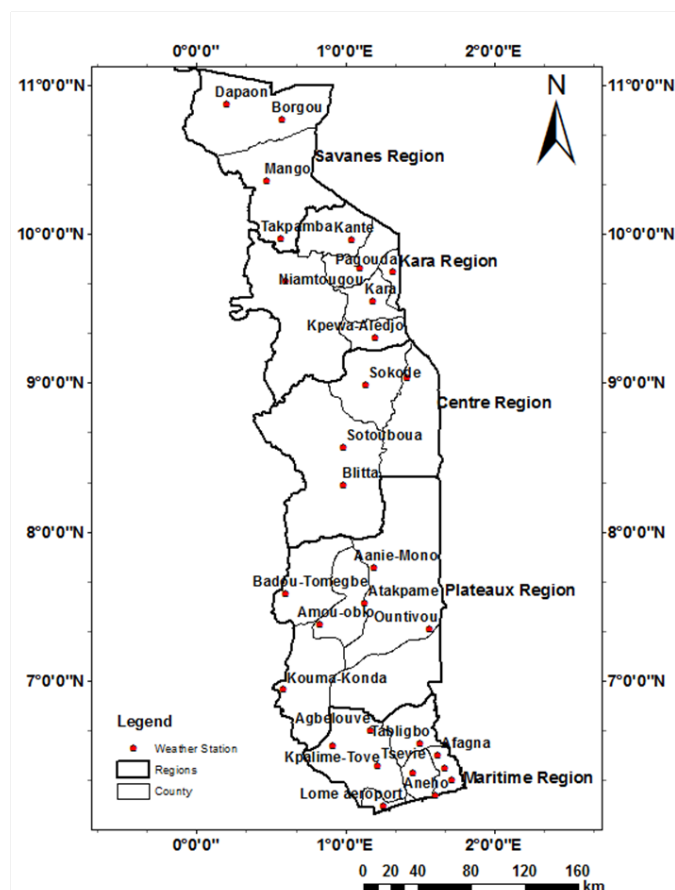 0°0'0" 1°0'0"E 2°0'0"E
N
11°0'0"N 11°0'0"N
Dapaon
Borgou
Savanes Region
Mango
10°0'0"N Takpamba Kante 10°0'0"N
Pagouda Kara Region
Niamtougou
Kara
Kpewa-Aledjo
9°0'0"N Sokode 9°0'0"N
Centre Region
Sotouboua
Blitta
8°0'0"N 8°0'0"N
Aanie-Mono
Badou-Tomegbe
Atakpame Plateaux Region
Amou-oblo Ountivou
7°0'0"N Kouma-Konda 7°0'0"N
Agbelouve
Legend
Tabligbo
Weather Station Kpalime-Tove Tsevie Afagna
Regions Aneho Maritime Region
County Lome aeroport
0°0'0" 1°0'0"E 2°0'0"E
0 20 40 80 120 160
km